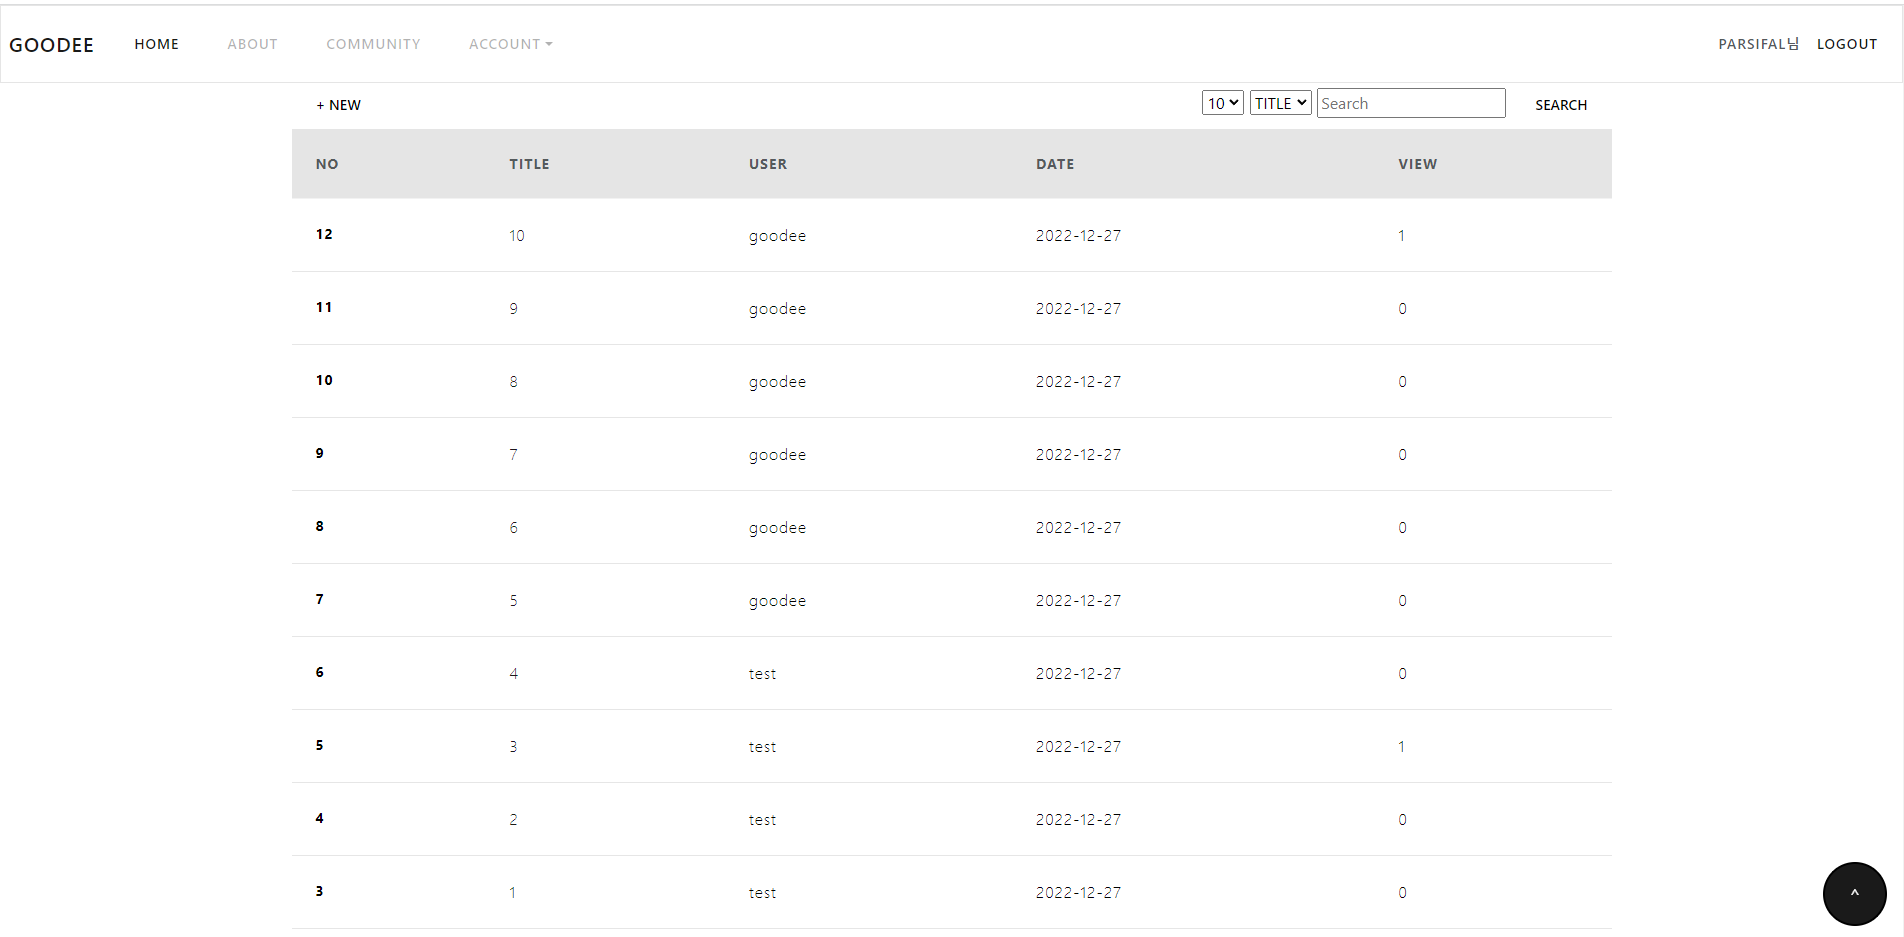 GOODEE HOME ABOUT COMMUNITY ACCOUNT PARSIFAL님 LOGOUT
+ NEW 10 TITLE Search SEARCH
NO TITLE USER DATE VIEW
12 10 goodee 2022-12-27 1
11 9 goodee 2022-12-27 0
10 8 goodee 2022-12-27 0
9 7 goodee 2022-12-27 0
8 6 goodee 2022-12-27 0
7 5 goodee 2022-12-27 0
6 4 test 2022-12-27 0
5 3 test 2022-12-27 1
4 2 test 2022-12-27 0
3 1 test 2022-12-27 0
^